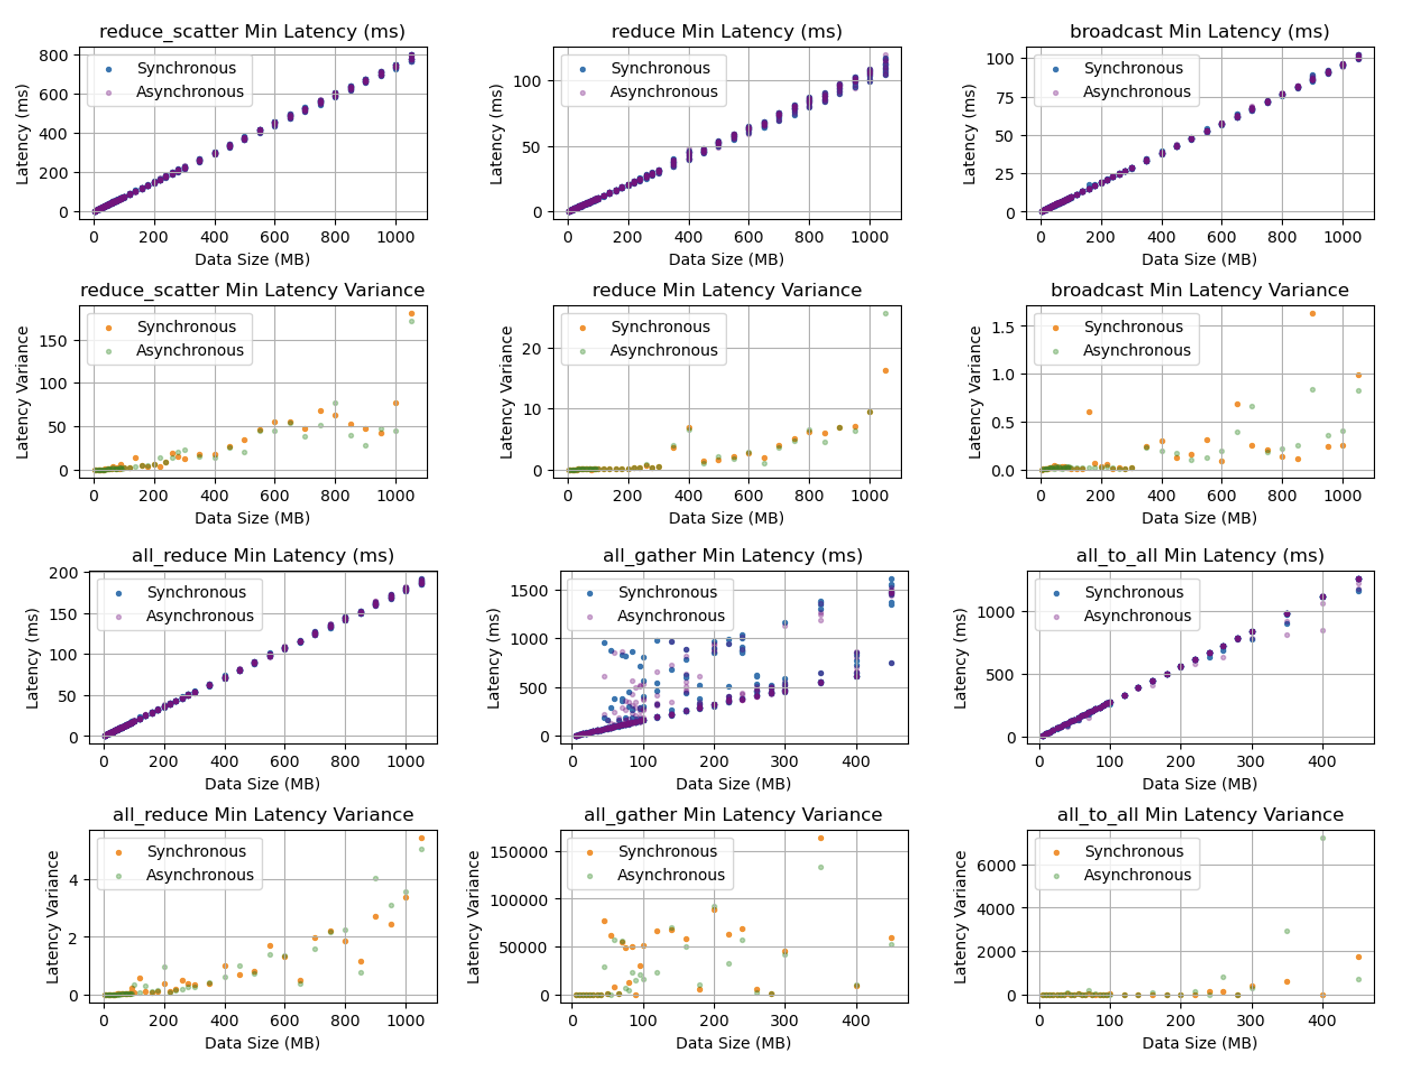 reduce_scatter Min Latency (ms)
Latency (ms)
800
600
400
200
0
Synchronous
Asynchronous
0 200 400 600 800 1000
Data Size (MB)
reduce Min Latency (ms)
Latency (ms)
100
50
0
Synchronous
Asynchronous
0 200 400 600 800 1000
Data Size (MB)
broadcast Min Latency (ms)
Latency (ms)
100
75
50
25
0
Synchronous
Asynchronous
0 200 400 600 800 1000
Data Size (MB)
reduce_scatter Min Latency Variance
Latency Variance
150
100
50
0
Synchronous
Asynchronous
0 200 400 600 800 1000
Data Size (MB)
reduce Min Latency Variance
Latency Variance
20
10
0
Synchronous
Asynchronous
0 200 400 600 800 1000
Data Size (MB)
broadcast Min Latency Variance
Latency Variance
1.5
1.0
0.5
0.0
Synchronous
Asynchronous
0 200 400 600 800 1000
Data Size (MB)
all_reduce Min Latency (ms)
Latency (ms)
200
150
100
50
0
Synchronous
Asynchronous
0 200 400 600 800 1000
Data Size (MB)
all_gather Min Latency (ms)
Latency (ms)
1500
1000
500
0
Synchronous
Asynchronous
0 100 200 300 400
Data Size (MB)
all_to_all Min Latency (ms)
Latency (ms)
1000
500
0
Synchronous
Asynchronous
0 100 200 300 400
Data Size (MB)
all_reduce Min Latency Variance
Latency Variance
4
2
0
Synchronous
Asynchronous
0 200 400 600 800 1000
Data Size (MB)
all_gather Min Latency Variance
Latency Variance
150000
100000
50000
0
Synchronous
Asynchronous
0 100 200 300 400
Data Size (MB)
all_to_all Min Latency Variance
Latency Variance
6000
4000
2000
0
Synchronous
Asynchronous
0 100 200 300 400
Data Size (MB)